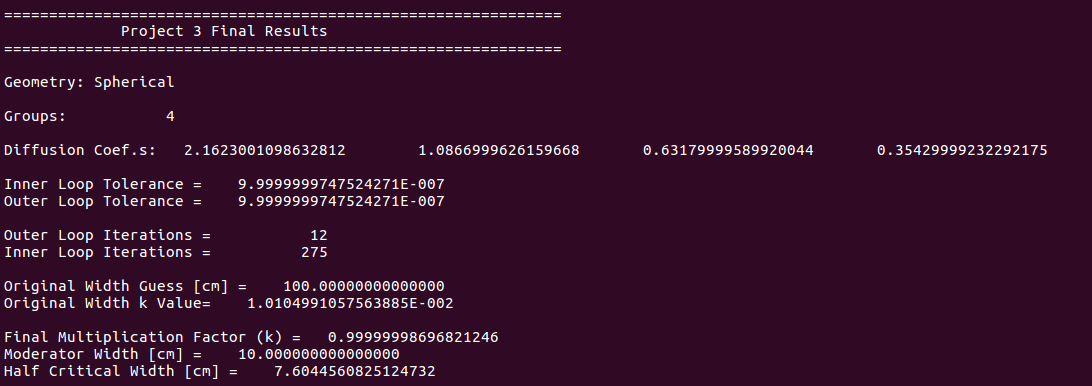 ==============================================================
Project 3 Final Results
==============================================================
Geometry: Spherical
Groups: 4
Diffusion Coef.s: 2.1623001098632812 1.0866999626159668 0.63179999589920044 0.35429999232292175
Inner Loop Tolerance = 9.9999999747524271E-007
Outer Loop Tolerance = 9.9999999747524271E-007
Outer Loop Iterations = 12
Inner Loop Iterations = 275
Original Width Guess [cm] = 100.00000000000000
Original Width k Value= 1.0104991057563885E-002
Final Multiplication Factor (k) = 0.99999998696821246
Moderator Width [cm] = 10.000000000000000
Half Critical Width [cm] = 7.6044560825124732